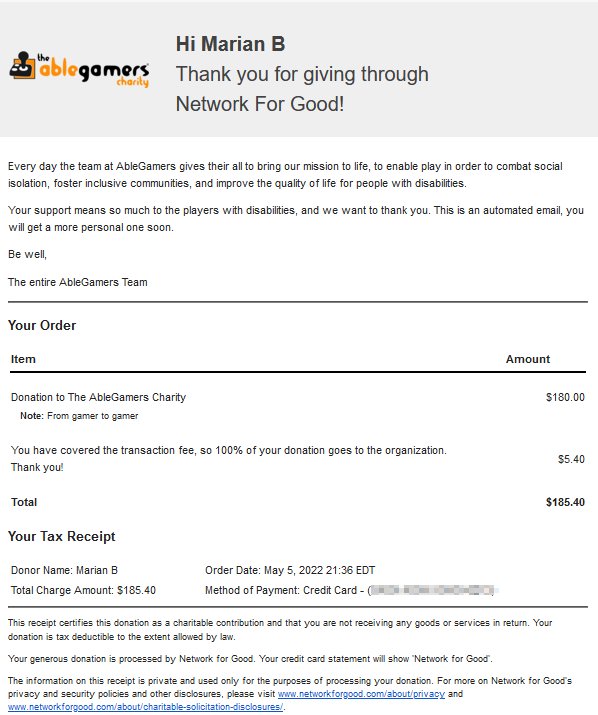 the
ablegamers
charity
Hi Marian B
Thank you for giving through
Network For Good!
Every day the team at AbleGamers gives their all to bring our mission to life, to enable play in order to combat social
isolation, foster inclusive communities, and improve the quality of life for people with disabilities.
Your support means so much to the players with disabilities, and we want to thank you. This is an automated email, you
will get a more personal one soon.
Be well,
The entire AbleGamers Team
Your Order
Item Amount
Donation to The AbleGamers Charity $180.00
Note: From gamer to gamer
You have covered the transaction fee, so 100% of your donation goes to the organization.
Thank you!
$5.40
Total $185.40
Your Tax Receipt
Donor Name: Marian B Order Date: May 5, 2022 21:36 EDT
Total Charge Amount: $185.40 Method of Payment: Credit Card - (
This receipt certifies this donation as a charitable contribution and that you are not receiving any goods or services in return. Your
donation is tax deductible to the extent allowed by law.
Your generous donation is processed by Network for Good. Your credit card statement will show 'Network for Good'.
The information on this receipt is private and used only for the purposes of processing your donation. For more on Network for Good's
privacy and security policies and other disclosures, please visit www.networkforgood.com/about/privacy and
www.networkforgood.com/about/charitable-solicitation-disclosures/.